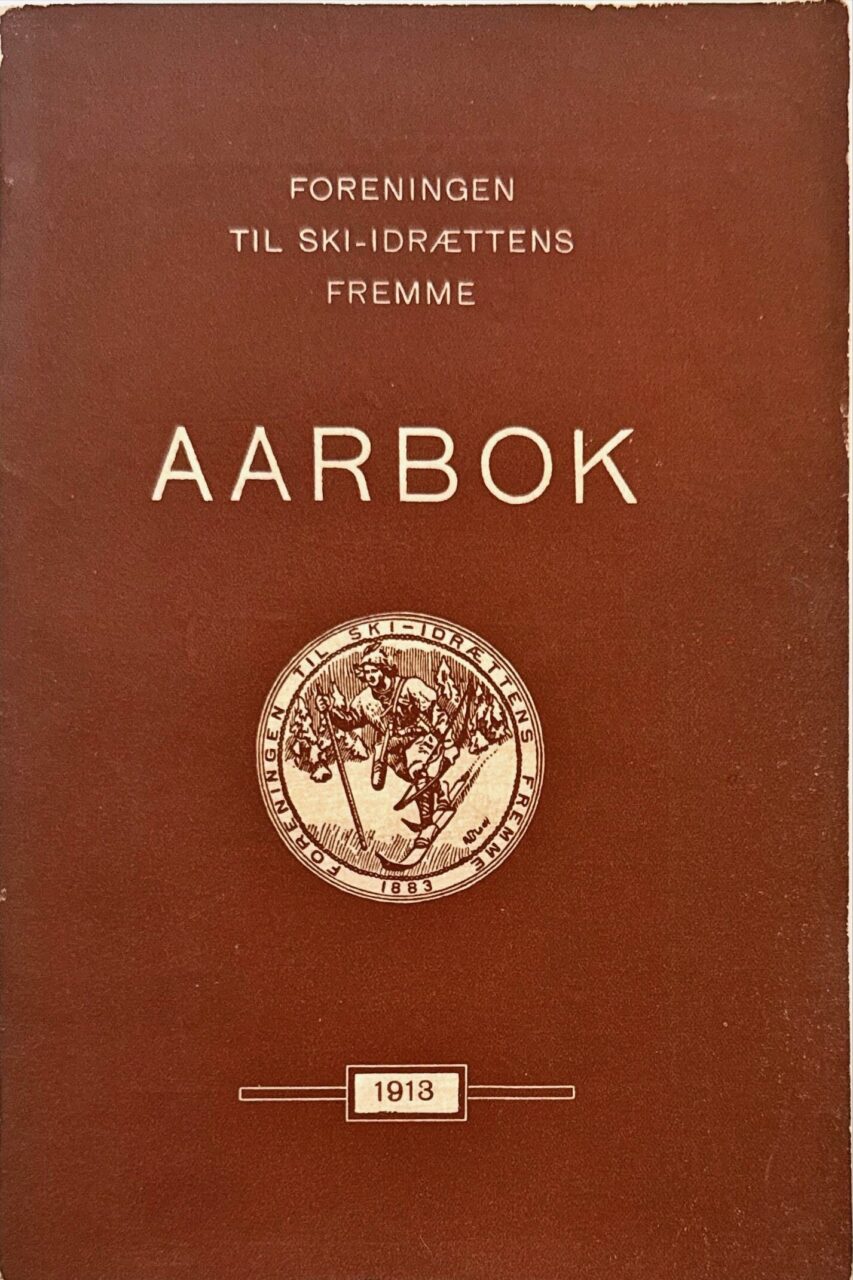 FORENINGEN
TIL SKI-IDRÆTTENS
FREMME
AARBOK
FORENINGEN TIL SKI-IDRÆTTENS FREMME
1883
1913